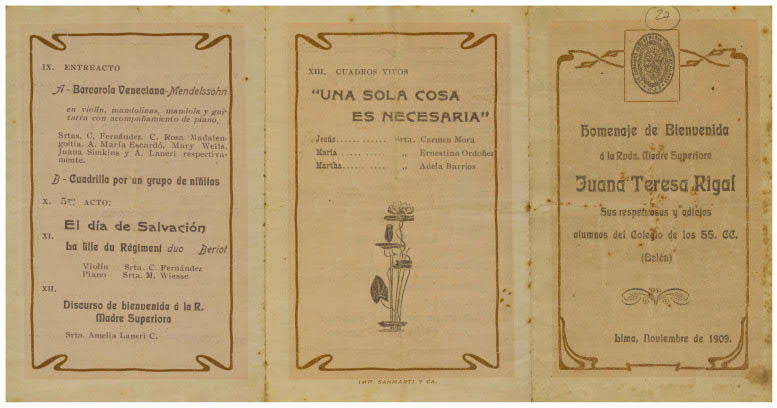 IX. ENTREACTO
A - Barcarola Veneciana - Mendelssohn
en violín, mandolinas, mandola y gui-
tarra con acompañamiento de piano.
Srtas. C. Fernández, C. Rosa Madalen-
goitia. A. María Escardó, Mary Wells,
Juana Simkins y A. Laneri respectiva-
mente.
B - Cuadrilla por un grupo de niñitas
X. 5º ACTO:
El día de Salvación
XI.
La lille du Régiment duo Beriot
Violín Srta. C. Fernández
Piano Srta. M. Wiesse
XII.
Discurso de bienvenida á la R.
Madre Superiora
Srta. Amelia Laneri C.
XIII. CUADROS VIVOS
"UNA SOLA COSA
ES NECESARIA"
Jesús ............ Srta. Carmen Mora
María ............ „ Ernestina Ordoñes
Martha ............ „ Adela Barrios
IMP. SANMARTI Y CA.
20
Homenaje de Bienvenida
á la Rvda. Madre Superiora
Juana Teresa Rigal
Sus respetuosas y adictas
alumnas del Colegio de los SS. CC.
(Belén)
Lima, Noviembre de 1909.